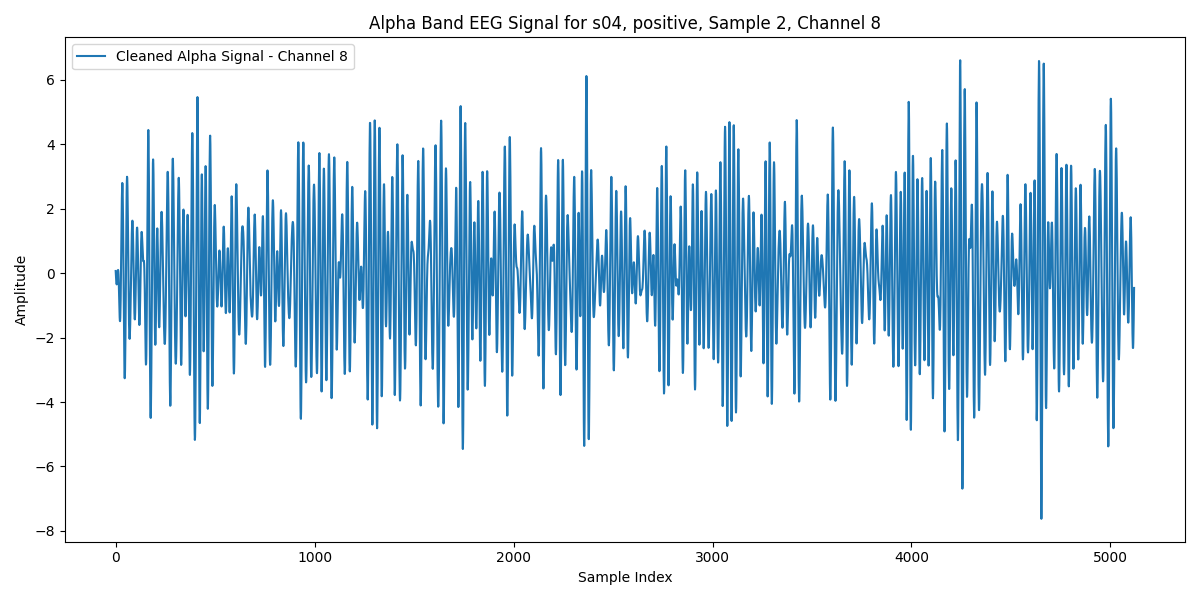 Alpha Band EEG Signal for s04, positive, Sample 2, Channel 8
Cleaned Alpha Signal - Channel 8
Amplitude
6
4
2
0
−2
−4
−6
−8
0 1000 2000 3000 4000 5000
Sample Index